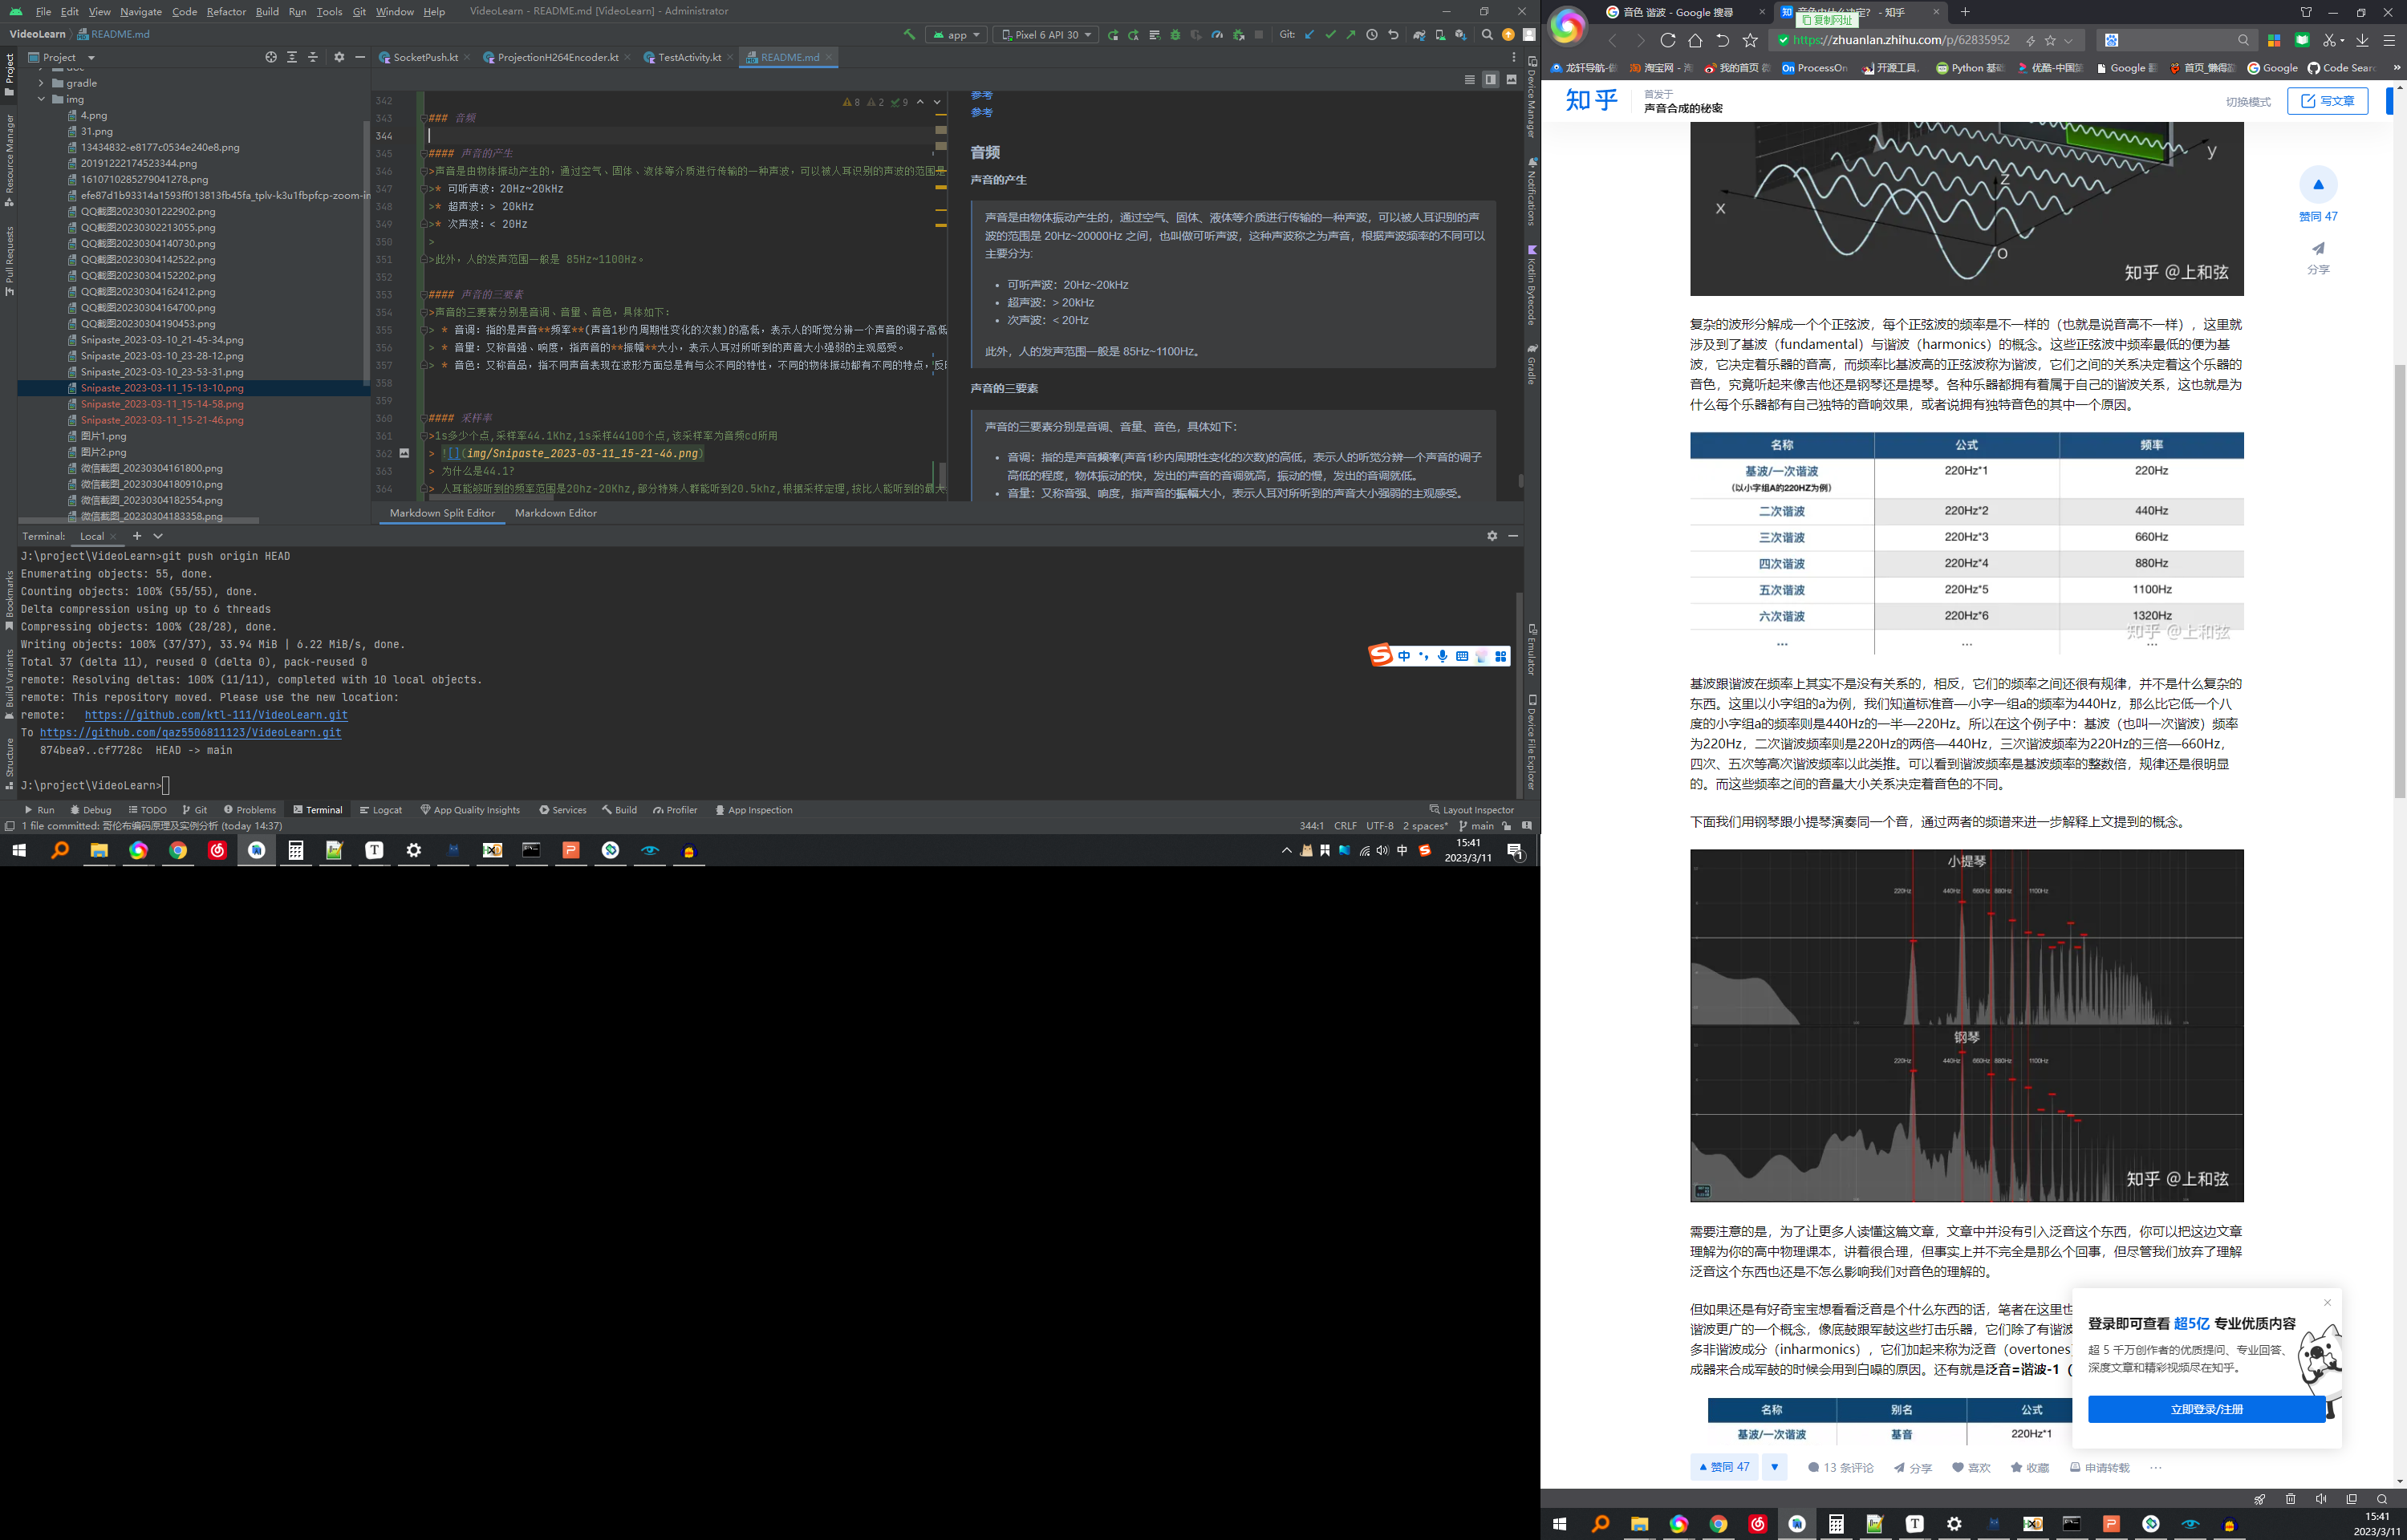 File Edit View Navigate Code Refactor Build Run Tools Git Window Help VideoLearn - README.md [VideoLearn] - Administrator
VideoLearn README.md
app Pixel 6 API 30 Git:
Project
SocketPush.kt ProjectionH264Encoder.kt TestActivity.kt README.md
gradle
img
4.png
31.png
13434832-e8177c0534e240e8.png
20191222174523344.png
1610710285279041278.png
efe87d1b93314a1593ff013813fb45fa_tplv-k3u1fbpfcp-zoom-in
QQ截图20230301222902.png
QQ截图20230302213055.png
QQ截图20230304140730.png
QQ截图20230304142522.png
QQ截图20230304152202.png
QQ截图20230304162412.png
QQ截图20230304164700.png
QQ截图20230304190453.png
Snipaste_2023-03-10_21-45-34.png
Snipaste_2023-03-10_23-28-12.png
Snipaste_2023-03-10_23-53-31.png
Snipaste_2023-03-11_15-13-10.png
Snipaste_2023-03-11_15-14-58.png
Snipaste_2023-03-11_15-21-46.png
图片1.png
图片2.png
微信截图_20230304161800.png
微信截图_20230304180910.png
微信截图_20230304182554.png
微信截图_20230304183358.png
8 2 9
342
343 ### 音频
344
345 #### 声音的产生
346 >声音是由物体振动产生的，通过空气、固体、液体等介质进行传输的一种声波，可以被人耳识别的声波的范围是
347 >* 可听声波：20Hz~20kHz
348 >* 超声波：> 20kHz
349 >* 次声波：< 20Hz
350 >
351 >此外，人的发声范围一般是 85Hz~1100Hz。
352
353 #### 声音的三要素
354 >声音的三要素分别是音调、音量、音色，具体如下：
355 > * 音调：指的是声音**频率**(声音1秒内周期性变化的次数)的高低，表示人的听觉分辨一个声音的调子高低
356 > * 音量：又称音强、响度，指声音的**振幅**大小，表示人耳对所听到的声音大小强弱的主观感受。
357 > * 音色：又称音品，指不同声音表现在波形方面总是有与众不同的特性，不同的物体振动都有不同的特点，反映
358
359
360 #### 采样率
361 >1s多少个点,采样率44.1Khz,1s采样44100个点,该采样率为音频cd所用
362 > ![](img/Snipaste_2023-03-11_15-21-46.png)
363 > 为什么是44.1?
364 > 人耳能够听到的频率范围是20hz-20Khz,部分特殊人群能听到20.5khz,根据采样定理,按比人能听到的最大
参考
参考
音频
声音的产生
声音是由物体振动产生的，通过空气、固体、液体等介质进行传输的一种声波，可以被人耳识别的声
波的范围是 20Hz~20000Hz 之间，也叫做可听声波，这种声波称之为声音，根据声波频率的不同可以
主要分为:
• 可听声波：20Hz~20kHz
• 超声波：> 20kHz
• 次声波：< 20Hz
此外，人的发声范围一般是 85Hz~1100Hz。
声音的三要素
声音的三要素分别是音调、音量、音色，具体如下：
• 音调：指的是声音频率(声音1秒内周期性变化的次数)的高低，表示人的听觉分辨一个声音的调子
高低的程度，物体振动的快，发出的声音的音调就高，振动的慢，发出的音调就低。
• 音量：又称音强、响度，指声音的振幅大小，表示人耳对所听到的声音大小强弱的主观感受。
Markdown Split Editor Markdown Editor
Project Resource Manager Pull Requests Bookmarks Build Variants Structure
Device Manager Notifications Kotlin Bytecode Gradle Emulator Device File Explorer
Terminal: Local
J:\project\VideoLearn>git push origin HEAD
Enumerating objects: 55, done.
Counting objects: 100% (55/55), done.
Delta compression using up to 6 threads
Compressing objects: 100% (28/28), done.
Writing objects: 100% (37/37), 33.94 MiB | 6.22 MiB/s, done.
Total 37 (delta 11), reused 0 (delta 0), pack-reused 0
remote: Resolving deltas: 100% (11/11), completed with 10 local objects.
remote: This repository moved. Please use the new location:
remote:   https://github.com/ktl-111/VideoLearn.git
To https://github.com/qaz5506811123/VideoLearn.git
874bea9..cf7728c  HEAD -> main
J:\project\VideoLearn>
中
Run Debug TODO Git Problems Terminal Logcat App Quality Insights Services Build Profiler App Inspection Layout Inspector
1 file committed: 哥伦布编码原理及实例分析 (today 14:37) 344:1 CRLF UTF-8 2 spaces* main
中 15:41
2023/3/11
音色 谐波 - Google 搜尋 音色由什么决定？ - 知乎
复制网址
https://zhuanlan.zhihu.com/p/62835952
龙轩导航 淘宝网 我的首页 ProcessOn 开源工具 Python 基础 优酷-中国 Google 首页_懒得 Google Code Sear
知乎 首发于
声音合成的秘密
切换模式 写文章
x y z O
知乎 @上和弦
赞同 47
分享
复杂的波形分解成一个个正弦波，每个正弦波的频率是不一样的（也就是说音高不一样），这里就
涉及到了基波（fundamental）与谐波（harmonics）的概念。这些正弦波中频率最低的便为基
波，它决定着乐器的音高，而频率比基波高的正弦波称为谐波，它们之间的关系决定着这个乐器的
音色，究竟听起来像吉他还是钢琴还是提琴。各种乐器都拥有着属于自己的谐波关系，这也就是为
什么每个乐器都有自己独特的音响效果，或者说拥有独特音色的其中一个原因。
名称 公式 频率
基波/一次谐波 220Hz*1 220Hz
(以小字组A的220HZ为例)
二次谐波 220Hz*2 440Hz
三次谐波 220Hz*3 660Hz
四次谐波 220Hz*4 880Hz
五次谐波 220Hz*5 1100Hz
六次谐波 220Hz*6 1320Hz
... ... ...
知乎 @上和弦
基波跟谐波在频率上其实不是没有关系的，相反，它们的频率之间还很有规律，并不是什么复杂的
东西。这里以小字组的a为例，我们知道标准音—小字一组a的频率为440Hz，那么比它低一个八
度的小字组a的频率则是440Hz的一半—220Hz。所以在这个例子中：基波（也叫一次谐波）频率
为220Hz，二次谐波频率则是220Hz的两倍—440Hz，三次谐波频率为220Hz的三倍—660Hz，
四次、五次等高次谐波频率以此类推。可以看到谐波频率是基波频率的整数倍，规律还是很明显
的。而这些频率之间的音量大小关系决定着音色的不同。
下面我们用钢琴跟小提琴演奏同一个音，通过两者的频谱来进一步解释上文提到的概念。
小提琴
220Hz 440Hz 660Hz 880Hz 1100Hz
钢琴
220Hz 440Hz 660Hz 880Hz 1100Hz
知乎 @上和弦
需要注意的是，为了让更多人读懂这篇文章，文章中并没有引入泛音这个东西，你可以把这边文章
理解为你的高中物理课本，讲着很合理，但事实上并不完全是那么个回事，但尽管我们放弃了理解
泛音这个东西也还是不怎么影响我们对音色的理解的。
但如果还是有好奇宝宝想看看泛音是个什么东西的话，笔者在这里也
谐波更广的一个概念，像底鼓跟军鼓这些打击乐器，它们除了有谐波
多非谐波成分（inharmonics），它们加起来称为泛音（overtones
成器来合成军鼓的时候会用到白噪的原因。还有就是泛音=谐波-1（
名称 别名 公式
基波/一次谐波 基音 220Hz*1
登录即可查看 超5亿 专业优质内容
超 5 千万创作者的优质提问、专业回答、
深度文章和精彩视频尽在知乎。
立即登录/注册
赞同 47 13 条评论 分享 喜欢 收藏 申请转载 ...
15:41
2023/3/11